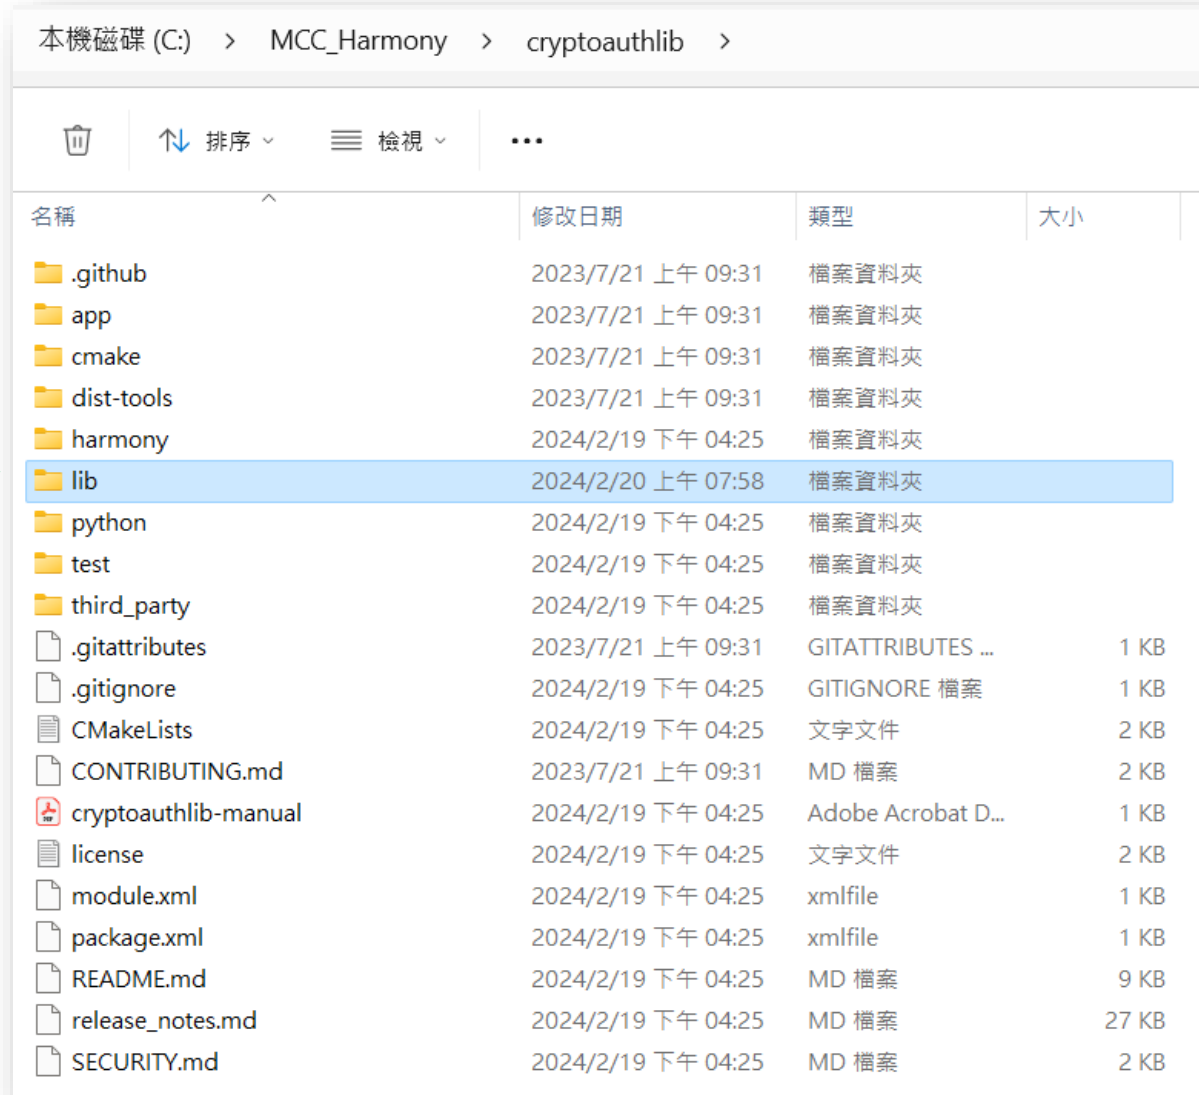 本機磁碟 (C:) > MCC_Harmony > cryptoauthlib >
排序 檢視 •••
名稱 修改日期 類型 大小
.github 2023/7/21 上午 09:31 檔案資料夾
app 2023/7/21 上午 09:31 檔案資料夾
cmake 2023/7/21 上午 09:31 檔案資料夾
dist-tools 2023/7/21 上午 09:31 檔案資料夾
harmony 2024/2/19 下午 04:25 檔案資料夾
lib 2024/2/20 上午 07:58 檔案資料夾
python 2024/2/19 下午 04:25 檔案資料夾
test 2024/2/19 下午 04:25 檔案資料夾
third_party 2024/2/19 下午 04:25 檔案資料夾
.gitattributes 2023/7/21 上午 09:31 GITATTRIBUTES ... 1 KB
.gitignore 2024/2/19 下午 04:25 GITIGNORE 檔案 1 KB
CMakeLists 2024/2/19 下午 04:25 文字文件 2 KB
CONTRIBUTING.md 2023/7/21 上午 09:31 MD 檔案 2 KB
cryptoauthlib-manual 2024/2/19 下午 04:25 Adobe Acrobat D... 1 KB
license 2024/2/19 下午 04:25 文字文件 2 KB
module.xml 2024/2/19 下午 04:25 xmlfile 1 KB
package.xml 2024/2/19 下午 04:25 xmlfile 1 KB
README.md 2024/2/19 下午 04:25 MD 檔案 9 KB
release_notes.md 2024/2/19 下午 04:25 MD 檔案 27 KB
SECURITY.md 2024/2/19 下午 04:25 MD 檔案 2 KB